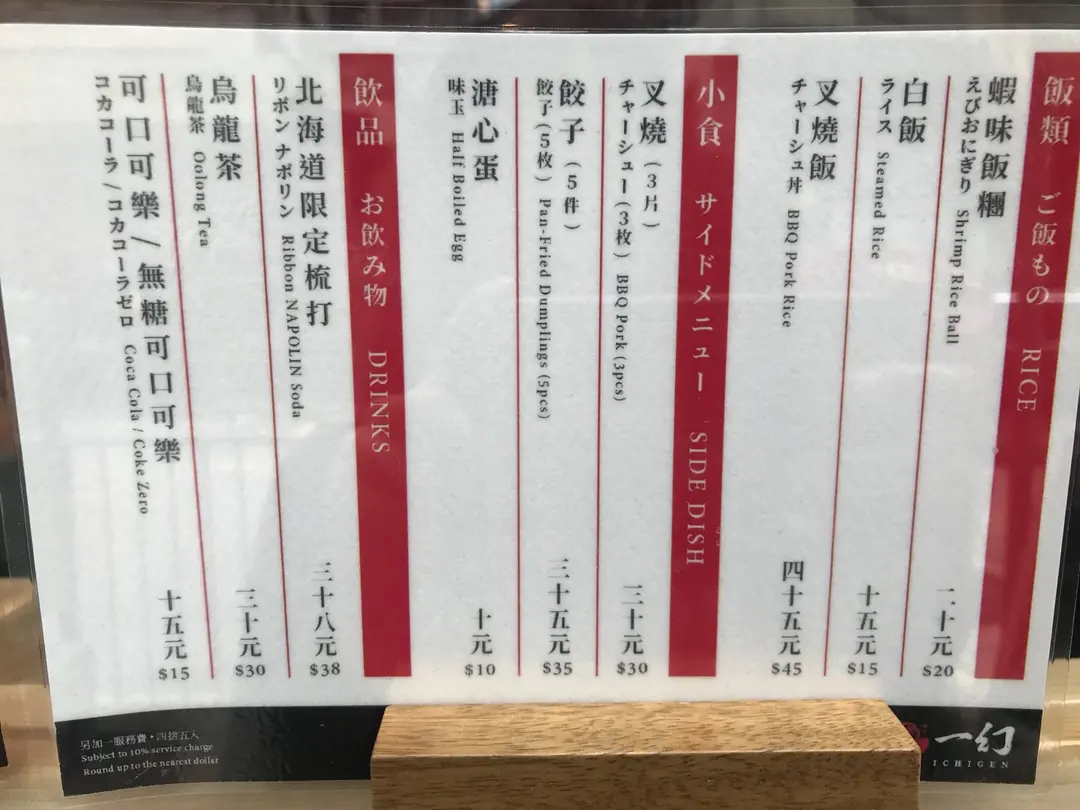 飯類 ご飯もの RICE
蝦味飯糰
えびおにぎり Shrimp Rice Ball
二十元
$20
白飯
ライス Steamed Rice
十五元
$15
叉燒飯
チャーシュ丼 BBQ Pork Rice
四十五元
$45
小食 サイドメニュー SIDE DISH
叉燒（3片）
チャーシュー(3枚) BBQ Pork (3pcs)
三十元
$30
餃子（5件）
餃子(5枚) Pan-Fried Dumplings (5pcs)
三十五元
$35
溏心蛋
味玉 Half Boiled Egg
十元
$10
飲品 お飲み物 DRINKS
北海道限定梳打
リボン ナポリン Ribbon NAPOLIN Soda
三十八元
$38
烏龍茶
烏龍茶 Oolong Tea
三十元
$30
可口可樂/無糖可口可樂
コカコーラ/コカコーラゼロ Coca Cola / Coke Zero
十五元
$15
另加一服務費・四捨五入
Subject to 10% service charge
Round up to the nearest dollar
一幻
ICHIGEN